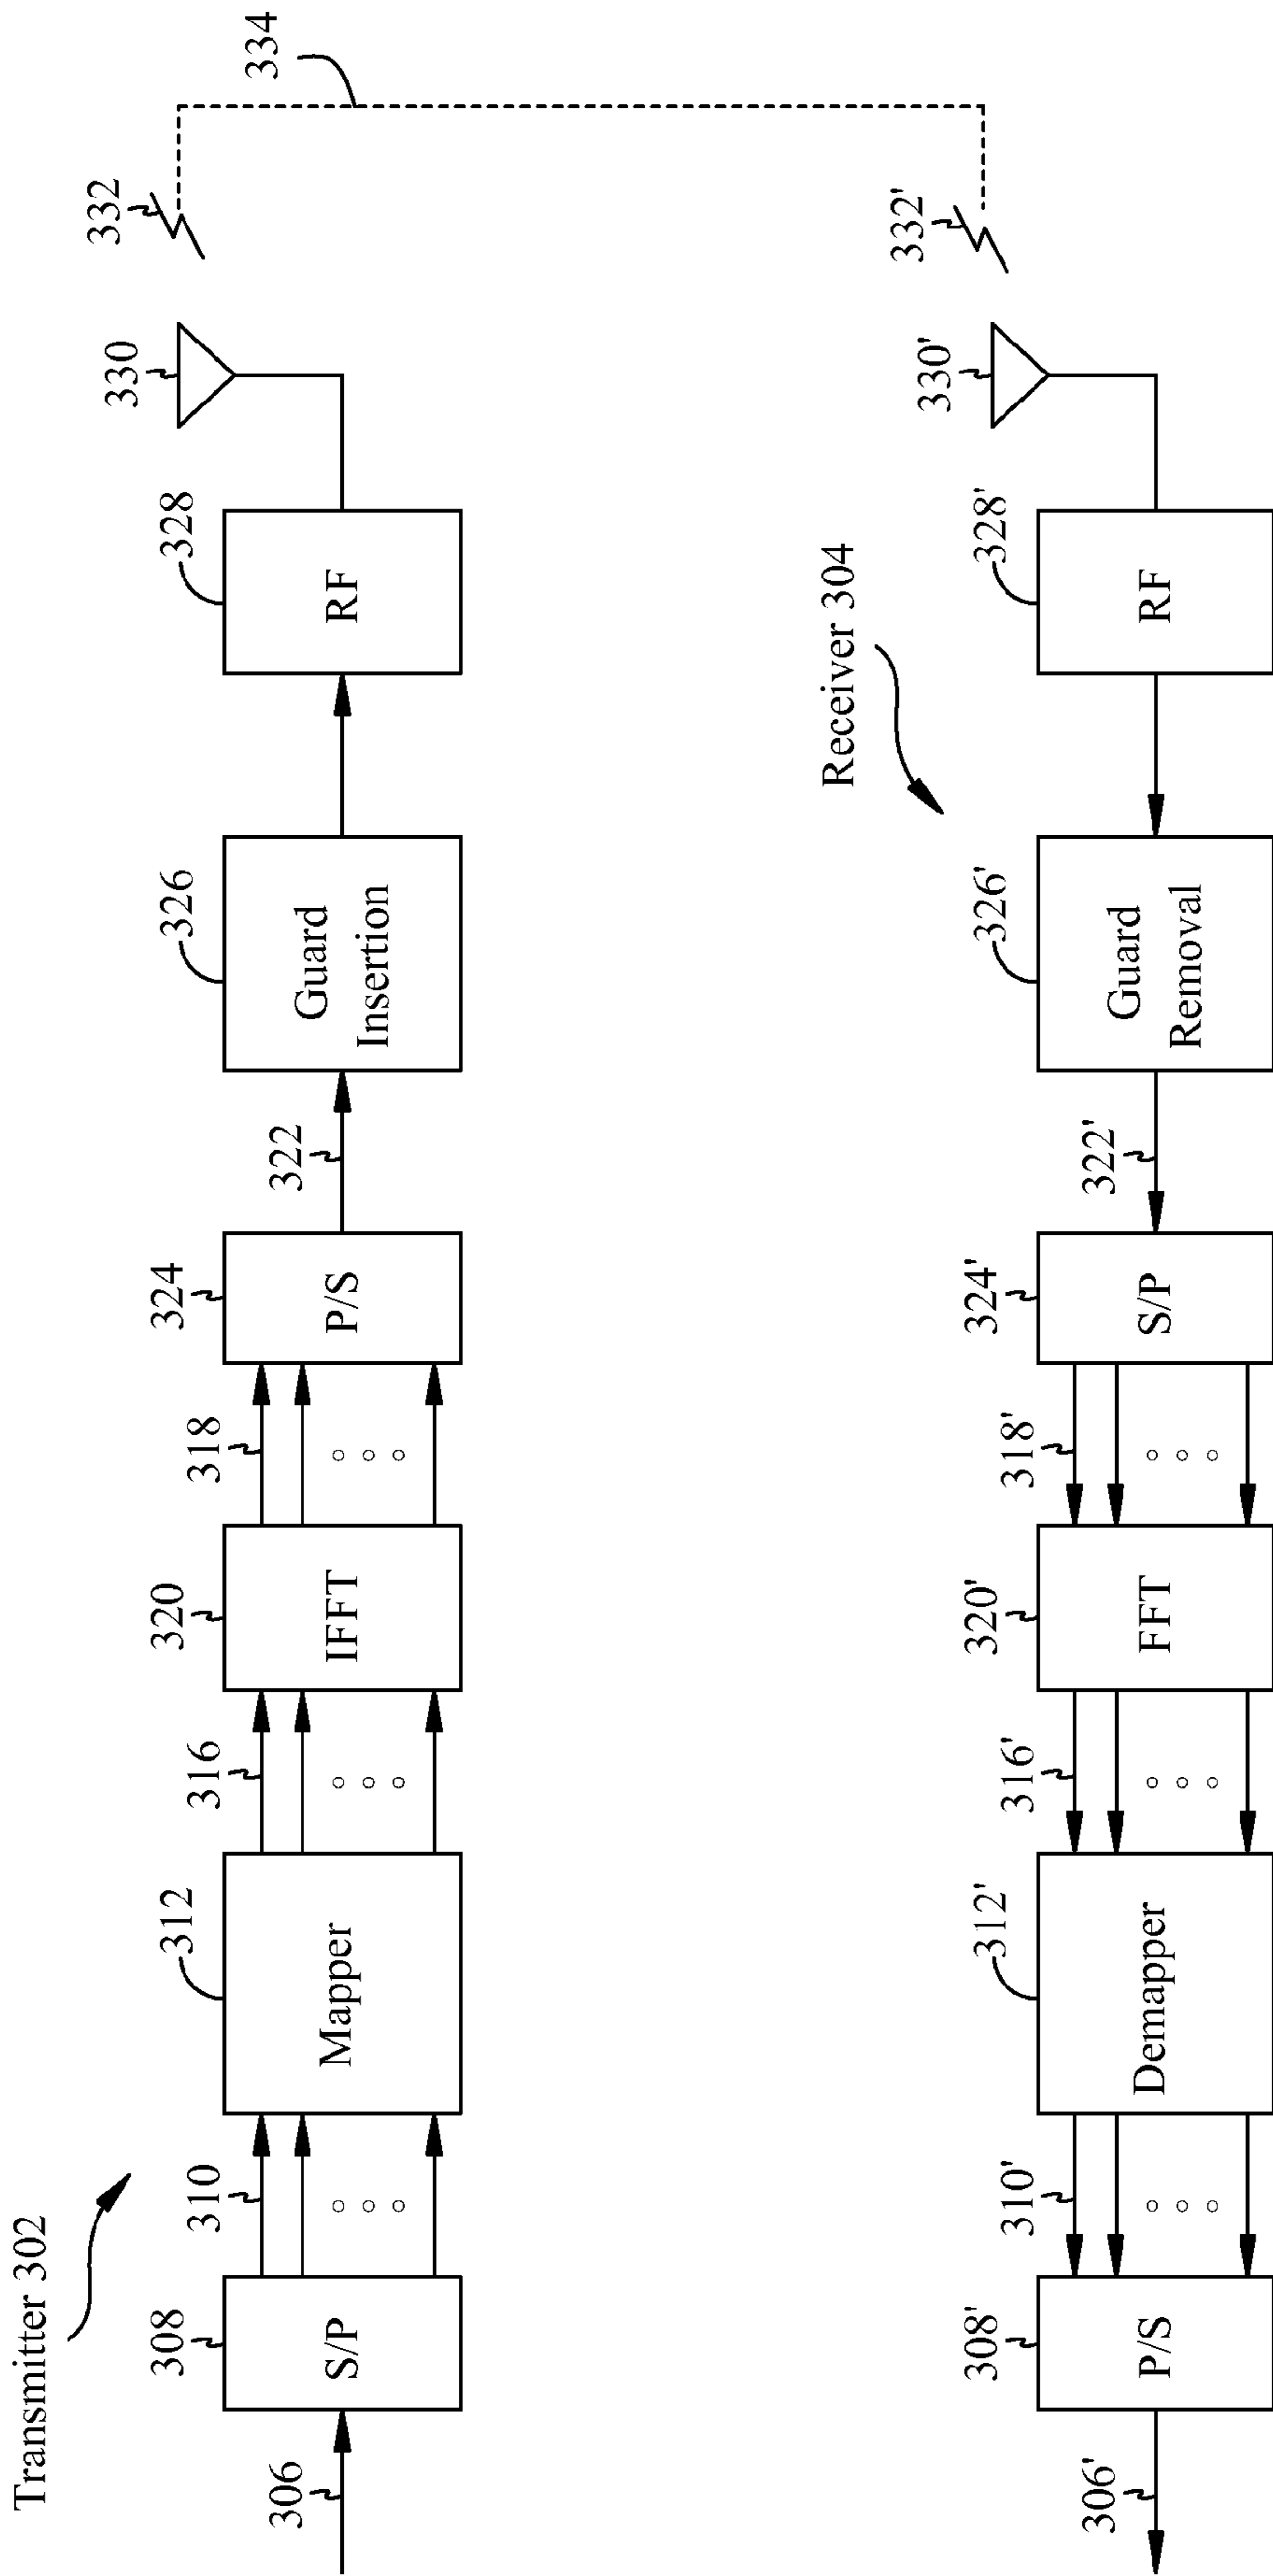 Transmitter 302
306
308
S/P
310
312
Mapper
316
320
IFFT
318
324
P/S
322
326
Guard
Insertion
328
RF
330
332
334
Receiver 304
306'
308'
P/S
310'
312'
Demapper
316'
320'
FFT
318'
324'
S/P
322'
326'
Guard
Removal
328'
RF
330'
332'